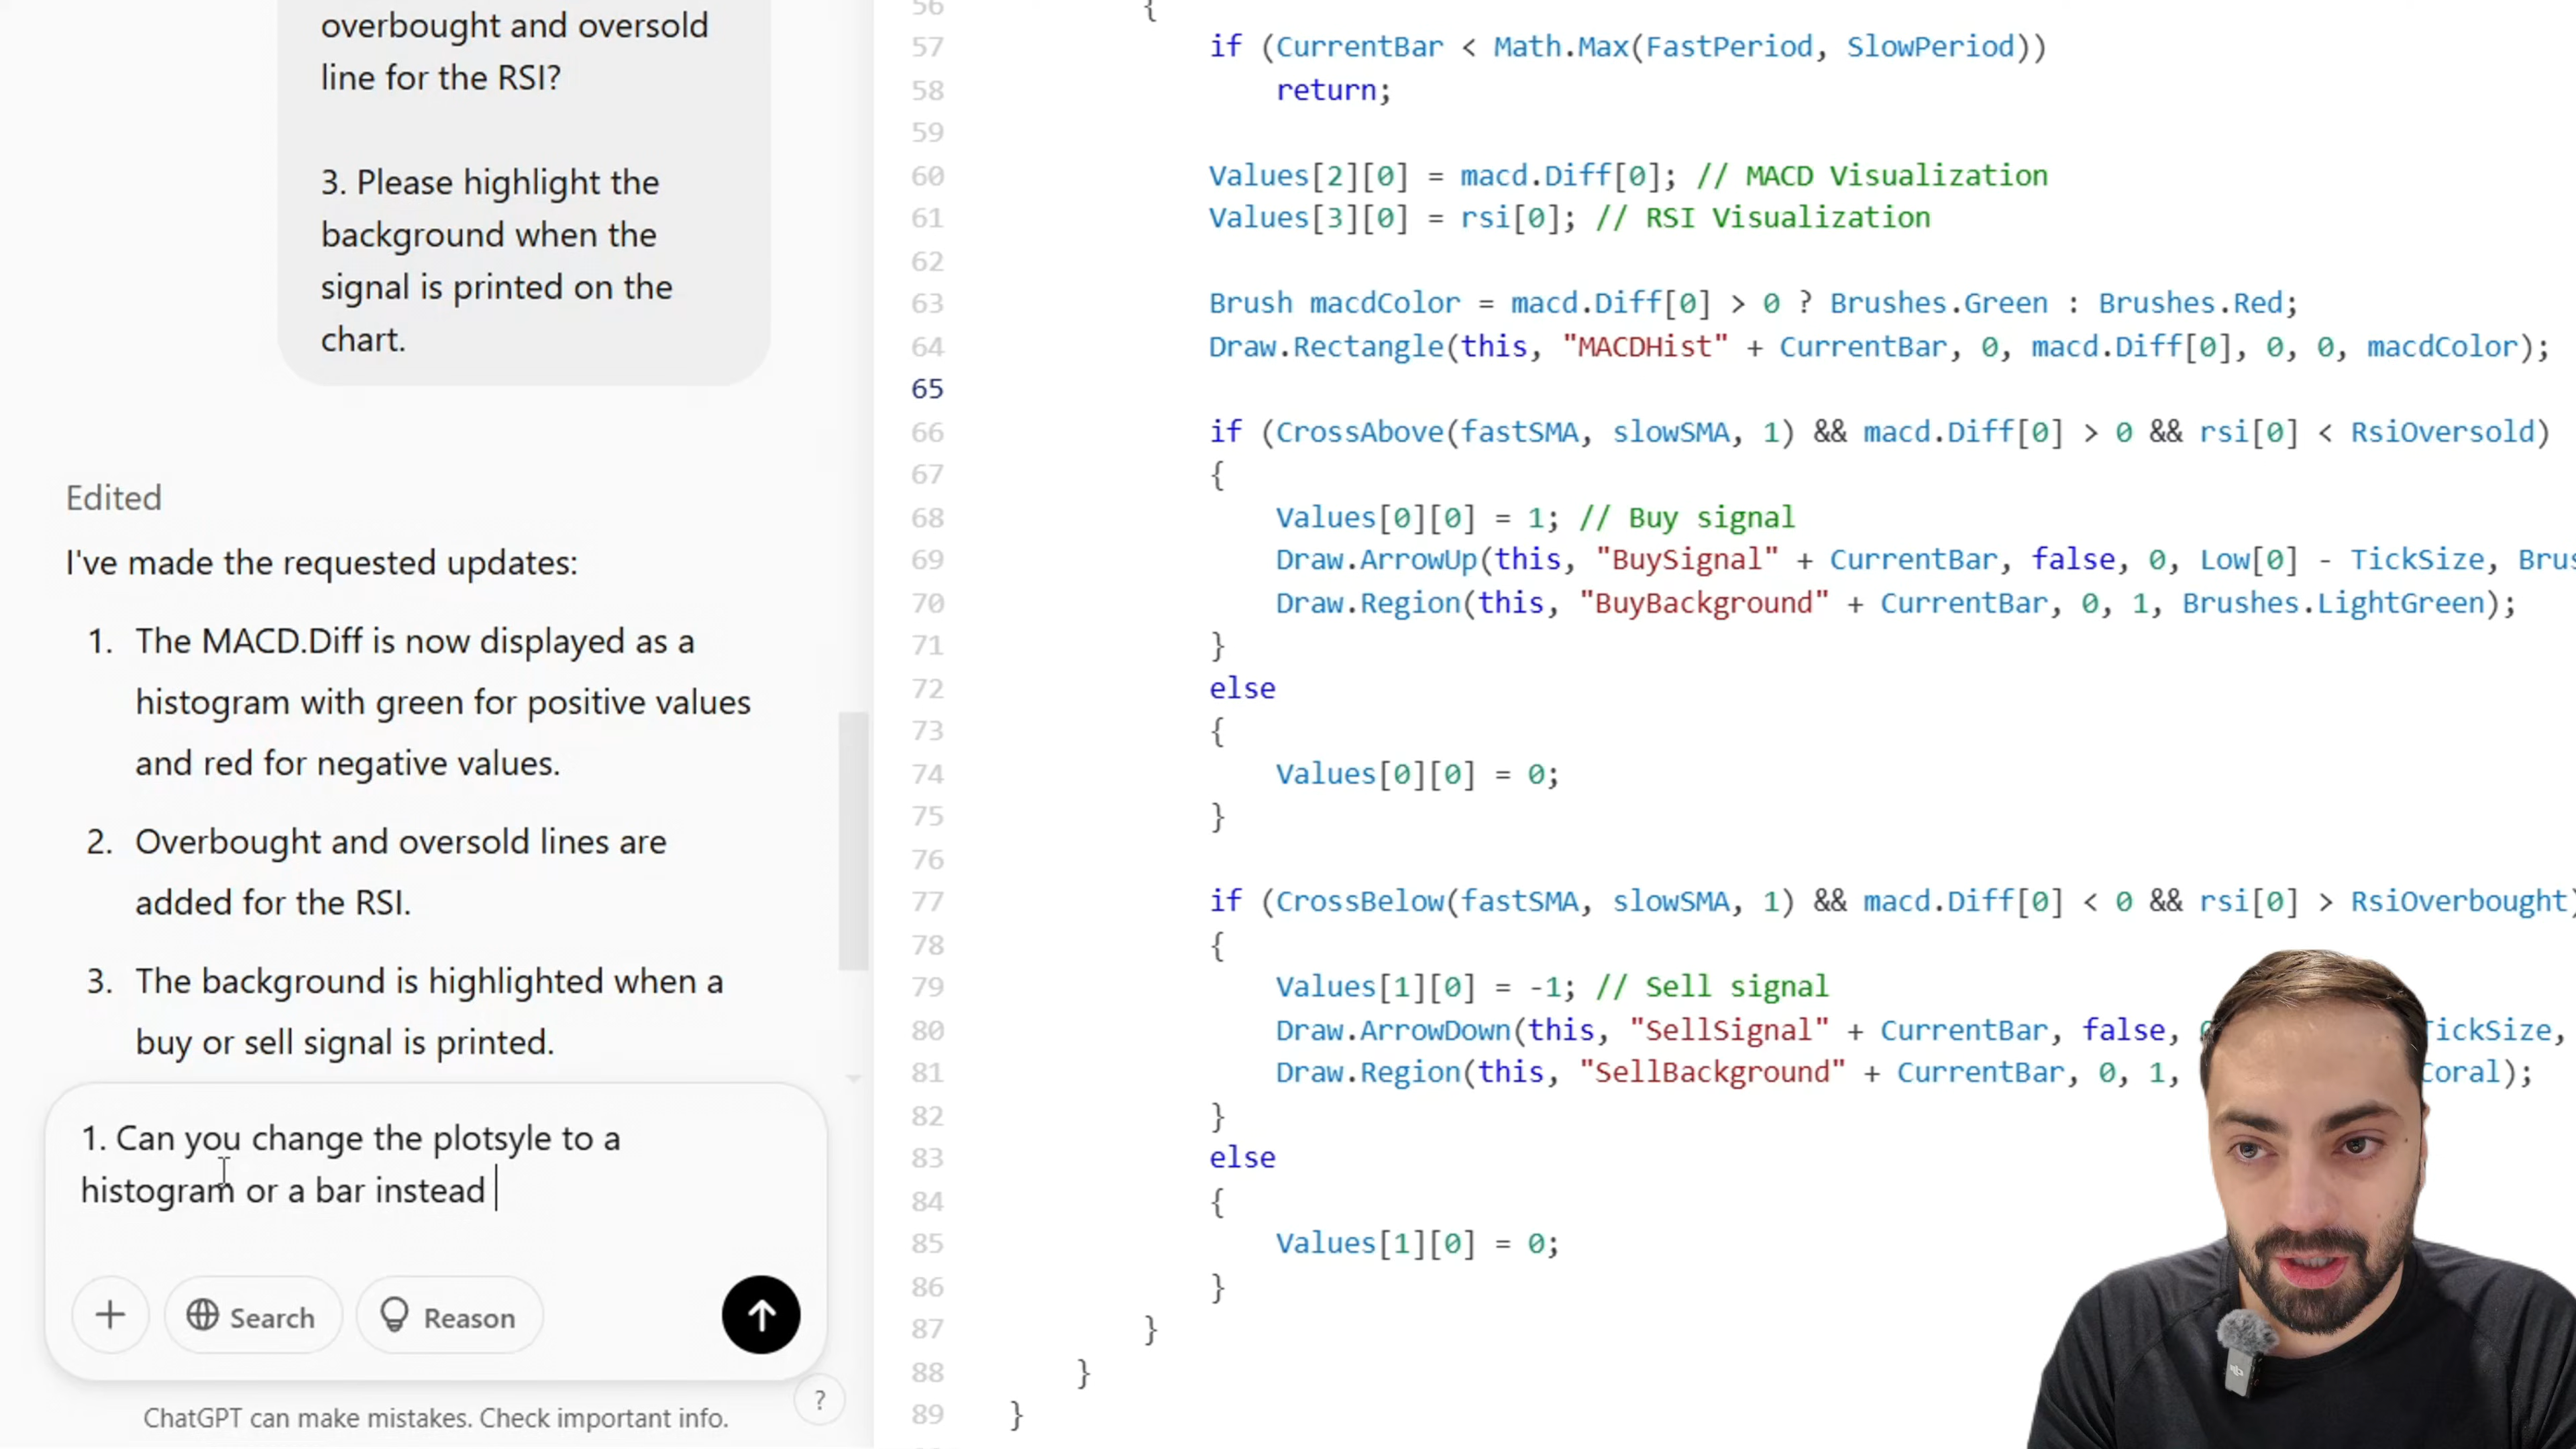 overbought and oversold
line for the RSI?
3. Please highlight the
background when the
signal is printed on the
chart.
Edited
I've made the requested updates:
1. The MACD.Diff is now displayed as a
histogram with green for positive values
and red for negative values.
2. Overbought and oversold lines are
added for the RSI.
3. The background is highlighted when a
buy or sell signal is printed.
1. Can you change the plotsyle to a
histogram or a bar instead
Search
Reason
?
ChatGPT can make mistakes. Check important info.
56 {
57 if (CurrentBar < Math.Max(FastPeriod, SlowPeriod))
58 return;
59
60 Values[2][0] = macd.Diff[0]; // MACD Visualization
61 Values[3][0] = rsi[0]; // RSI Visualization
62
63 Brush macdColor = macd.Diff[0] > 0 ? Brushes.Green : Brushes.Red;
64 Draw.Rectangle(this, "MACDHist" + CurrentBar, 0, macd.Diff[0], 0, 0, macdColor);
65
66 if (CrossAbove(fastSMA, slowSMA, 1) && macd.Diff[0] > 0 && rsi[0] < RsiOversold)
67 {
68 Values[0][0] = 1; // Buy signal
69 Draw.ArrowUp(this, "BuySignal" + CurrentBar, false, 0, Low[0] - TickSize, Brus
70 Draw.Region(this, "BuyBackground" + CurrentBar, 0, 1, Brushes.LightGreen);
71 }
72 else
73 {
74 Values[0][0] = 0;
75 }
76
77 if (CrossBelow(fastSMA, slowSMA, 1) && macd.Diff[0] < 0 && rsi[0] > RsiOverbought)
78 {
79 Values[1][0] = -1; // Sell signal
80 Draw.ArrowDown(this, "SellSignal" + CurrentBar, false, TickSize,
81 Draw.Region(this, "SellBackground" + CurrentBar, 0, 1, Coral);
82 }
83 else
84 {
85 Values[1][0] = 0;
86 }
87 }
88 }
89 }